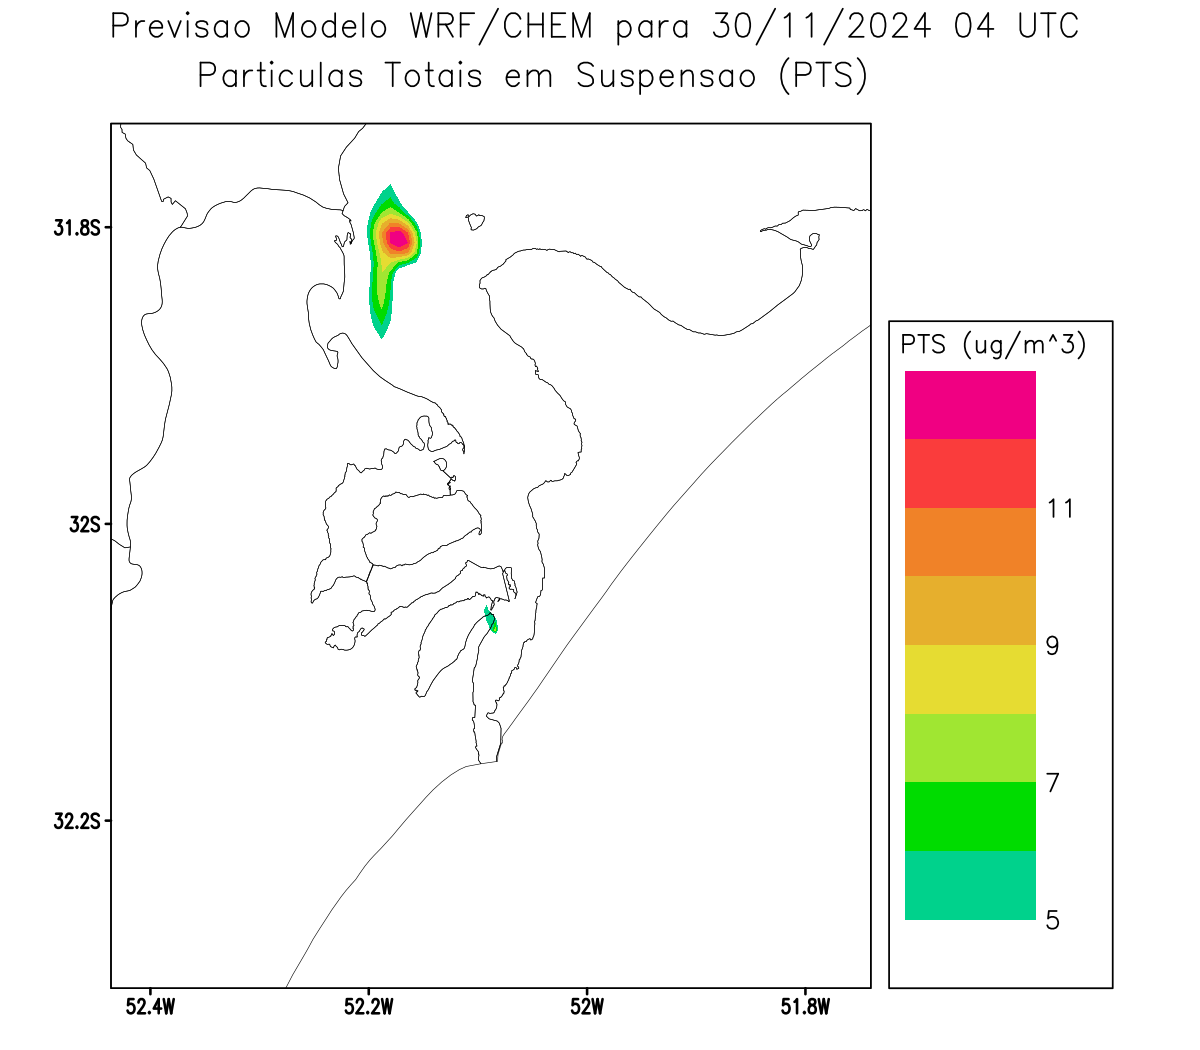 Previsao Modelo WRF/CHEM para 30/11/2024 04 UTC
Particulas Totais em Suspensao (PTS)
31.8S
32S
32.2S
52.4W
52.2W
52W
51.8W
PTS (ug/m^3)
11
9
7
5